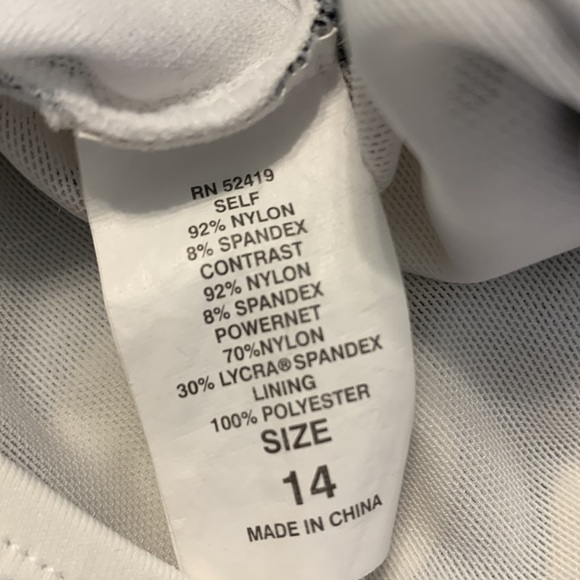 RN 52419
SELF
92% NYLON
8% SPANDEX
CONTRAST
92% NYLON
8% SPANDEX
POWERNET
70%NYLON
30% LYCRA®SPANDEX
LINING
100% POLYESTER
SIZE
14
MADE IN CHINA